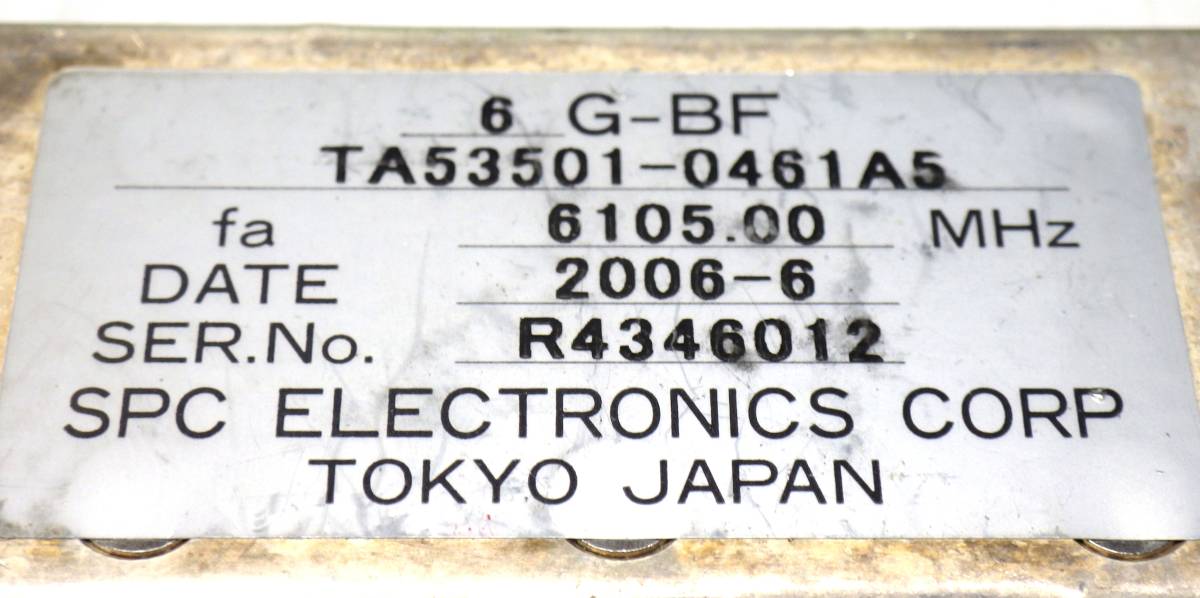 6 G-BF
TA53501-0461A5
fa 6105.00 MHz
DATE 2006-6
SER.No. R4346012
SPC ELECTRONICS CORP
TOKYO JAPAN